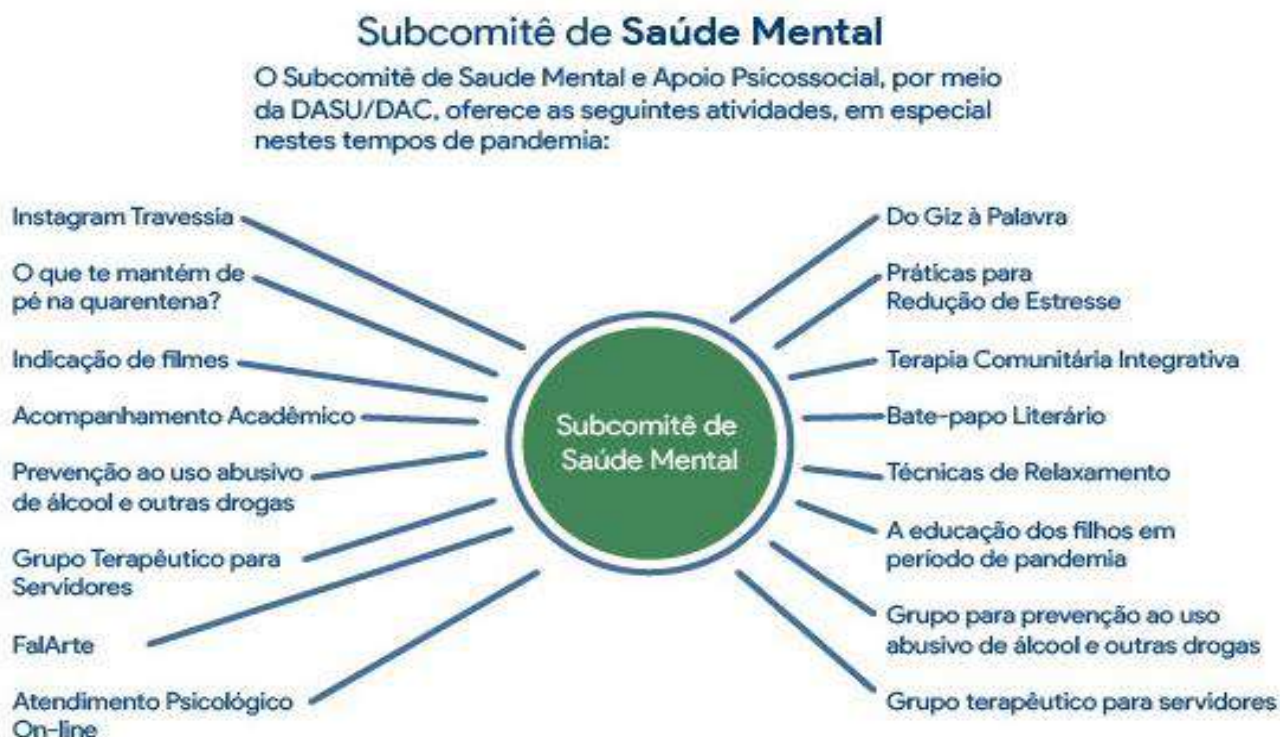 Subcomitê de Saúde Mental
O Subcomitê de Saude Mental e Apoio Psicossocial, por meio
da DASU/DAC, oferece as seguintes atividades, em especial
nestes tempos de pandemia:
Instagram Travessia
O que te mantém de
pé na quarentena?
Indicação de filmes
Acompanhamento Acadêmico
Prevenção ao uso abusivo
de álcool e outras drogas
Grupo Terapêutico para
Servidores
FalArte
Atendimento Psicológico
On-line
Subcomitê de
Saúde Mental
Do Giz à Palavra
Práticas para
Redução de Estresse
Terapia Comunitária Integrativa
Bate-papo Literário
Técnicas de Relaxamento
A educação dos filhos em
período de pandemia
Grupo para prevenção ao uso
abusivo de álcool e outras drogas
Grupo terapêutico para servidores